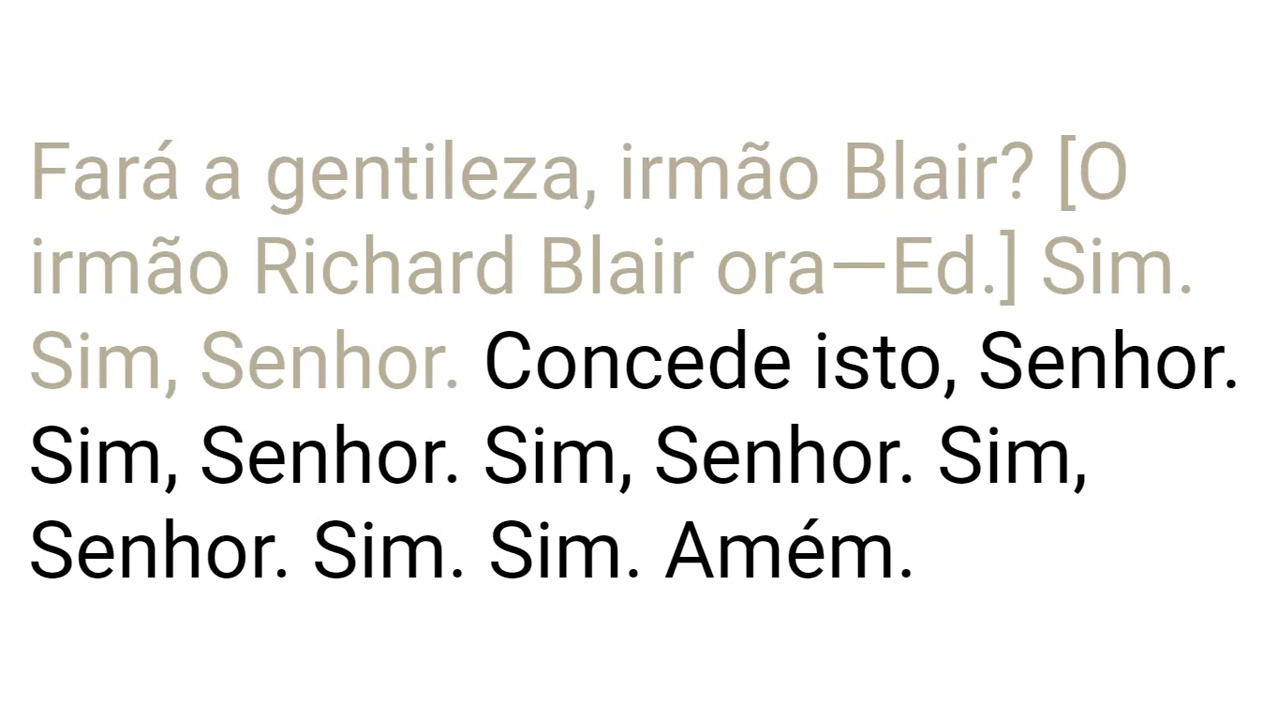 Fará a gentileza, irmão Blair? [O
irmão Richard Blair ora—Ed.] Sim.
Sim, Senhor. Concede isto, Senhor.
Sim, Senhor. Sim, Senhor. Sim,
Senhor. Sim. Sim. Amém.